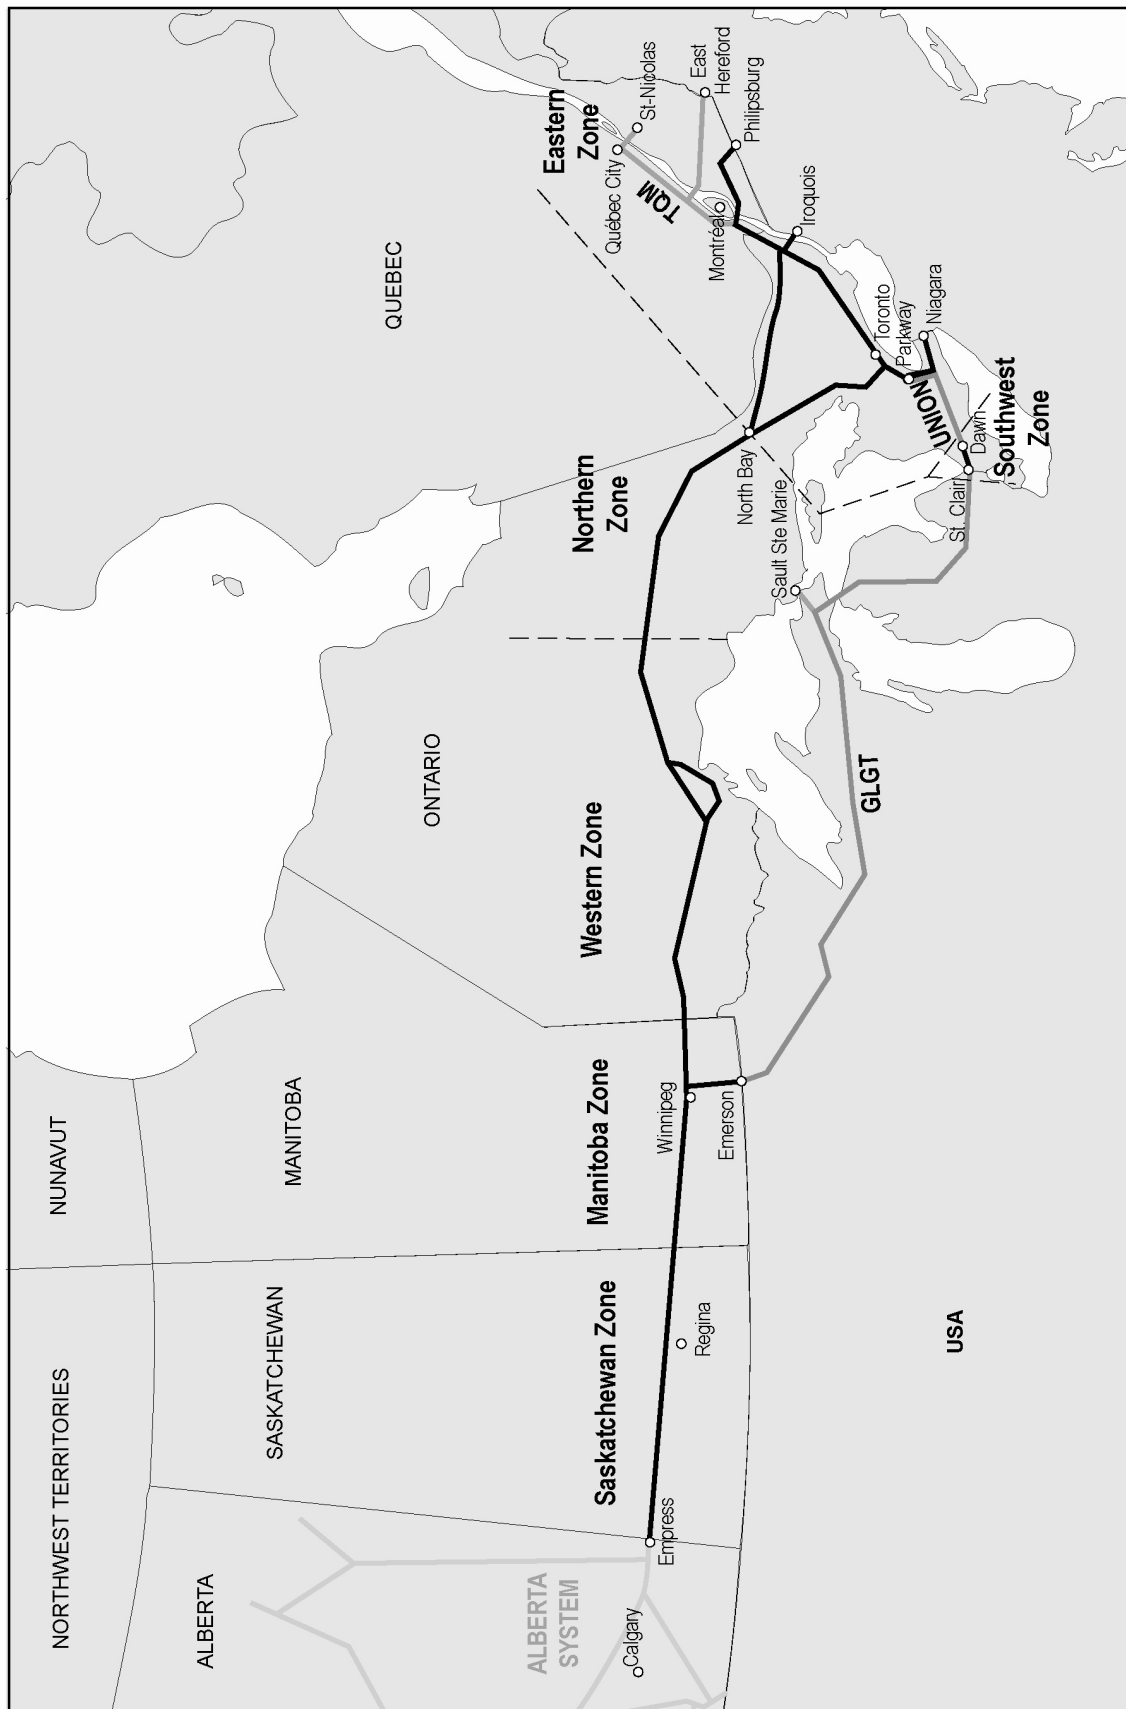 NORTHWEST TERRITORIES
NUNAVUT
ALBERTA
SASKATCHEWAN
MANITOBA
ONTARIO
QUEBEC
ALBERTA
SYSTEM
Saskatchewan Zone
Manitoba Zone
Western Zone
Northern
Zone
Eastern
Zone
Calgary
Empress
Regina
Winnipeg
Emerson
North Bay
Sault Ste Marie
Québec City
St-Nicolas
TQM
East
Hereford
Philipsburg
Montréal
Iroquois
Toronto
Parkway
Niagara
UNION
Dawn
St. Clair
Southwest
Zone
GLGT
USA